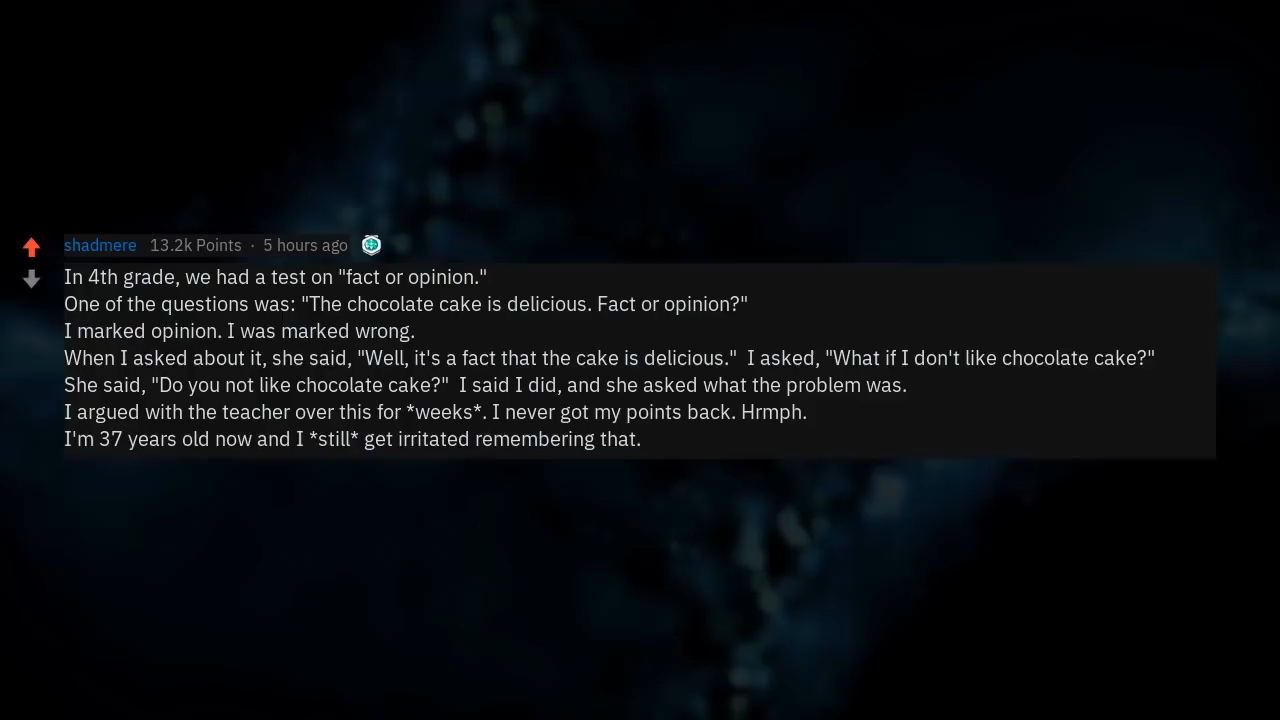 shadmere 13.2k Points · 5 hours ago
In 4th grade, we had a test on "fact or opinion."
One of the questions was: "The chocolate cake is delicious. Fact or opinion?"
I marked opinion. I was marked wrong.
When I asked about it, she said, "Well, it's a fact that the cake is delicious."  I asked, "What if I don't like chocolate cake?"
She said, "Do you not like chocolate cake?"  I said I did, and she asked what the problem was.
I argued with the teacher over this for *weeks*. I never got my points back. Hrmph.
I'm 37 years old now and I *still* get irritated remembering that.